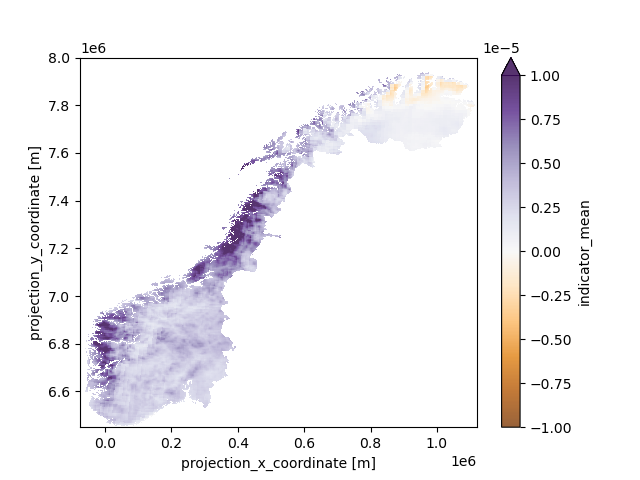 1e6
8.0
7.8
7.6
7.4
7.2
7.0
6.8
6.6
projection_y_coordinate [m]
0.0 0.2 0.4 0.6 0.8 1.0
projection_x_coordinate [m]
1e6
1e−5
1.00
0.75
0.50
0.25
0.00
−0.25
−0.50
−0.75
−1.00
indicator_mean